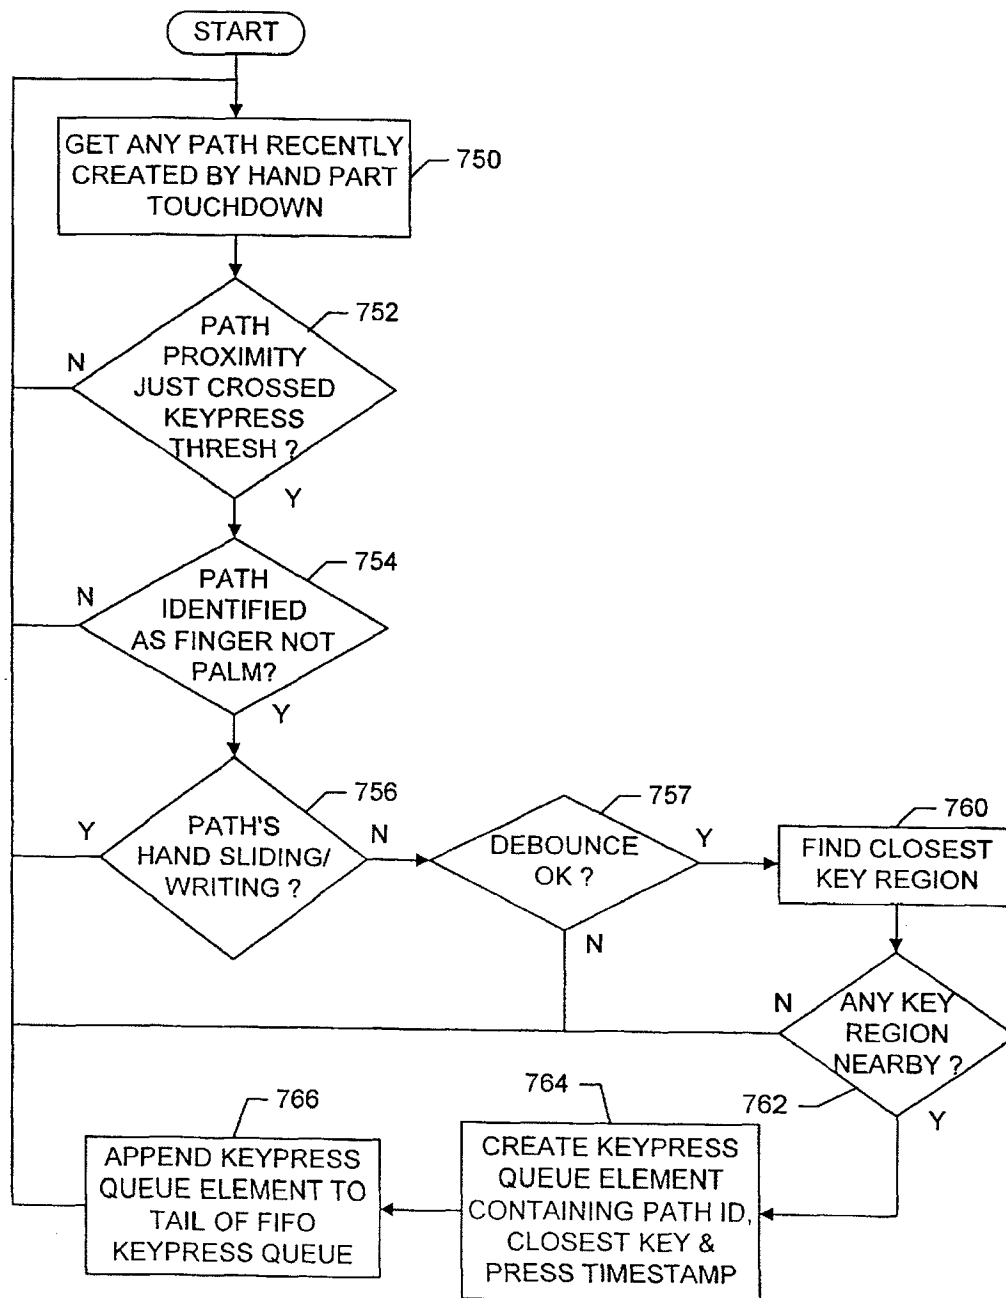 START
GET ANY PATH RECENTLY
CREATED BY HAND PART
TOUCHDOWN
750
752
PATH
PROXIMITY
JUST CROSSED
KEYPRESS
THRESH ?
N
Y
754
PATH
IDENTIFIED
AS FINGER NOT
PALM?
N
Y
756
PATH'S
HAND SLIDING/
WRITING ?
Y
N
757
DEBOUNCE
OK ?
Y
N
760
FIND CLOSEST
KEY REGION
ANY KEY
REGION
NEARBY ?
N
762
Y
764
CREATE KEYPRESS
QUEUE ELEMENT
CONTAINING PATH ID,
CLOSEST KEY &
PRESS TIMESTAMP
766
APPEND KEYPRESS
QUEUE ELEMENT TO
TAIL OF FIFO
KEYPRESS QUEUE